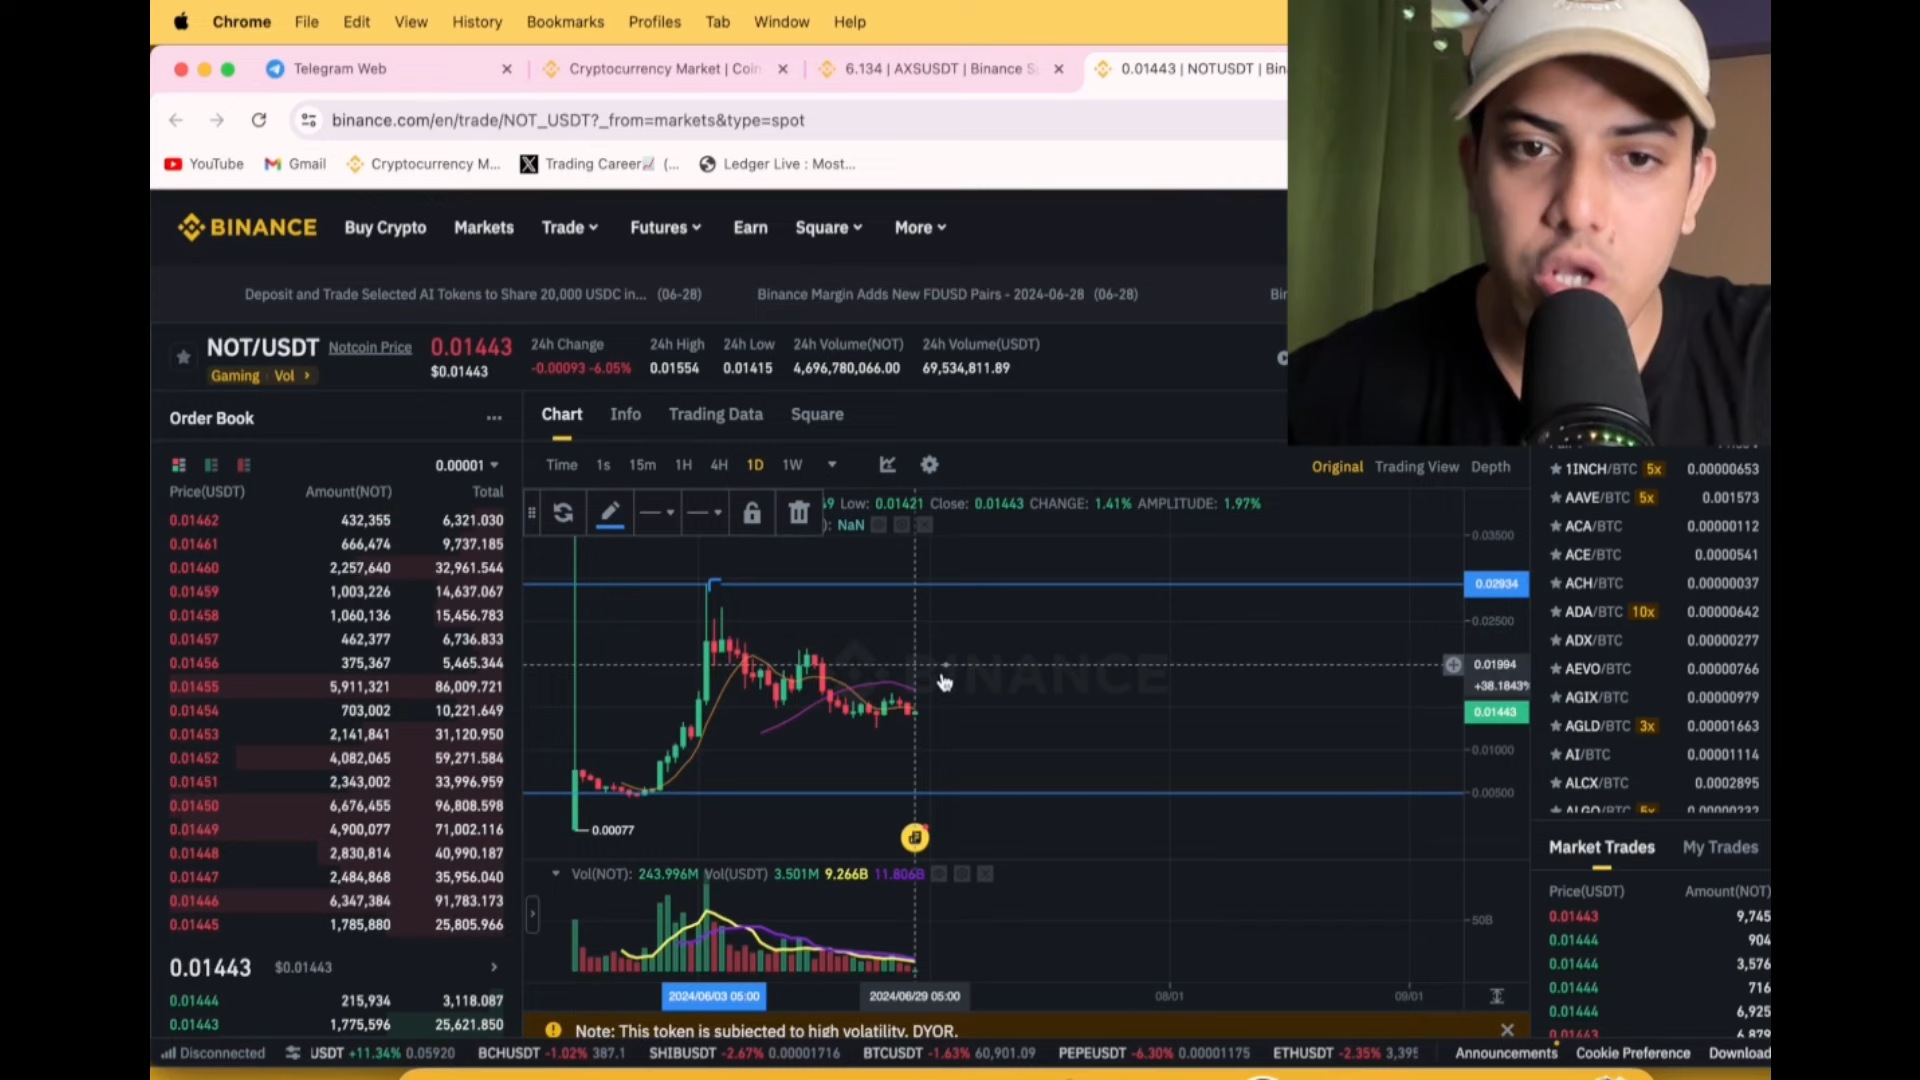 Chrome File Edit View History Bookmarks Profiles Tab Window Help
Telegram Web
Cryptocurrency Market | Coin
6.134 | AXSUSDT | Binance S
0.01443 | NOTUSDT | Bin
binance.com/en/trade/NOT_USDT?_from=markets&type=spot
YouTube Gmail Cryptocurrency M... Trading Career (... Ledger Live : Most...
BINANCE Buy Crypto Markets Trade Futures Earn Square More
Deposit and Trade Selected AI Tokens to Share 20,000 USDC in... (06-28) Binance Margin Adds New FDUSD Pairs - 2024-06-28 (06-28) Bi
NOT/USDT Notcoin Price 0.01443 24h Change 24h High 24h Low 24h Volume(NOT) 24h Volume(USDT)
Gaming Vol $0.01443 -0.00093 -6.05% 0.01554 0.01415 4,696,780,066.00 69,534,811.89
Order Book
Chart Info Trading Data Square
0.00001
Time 1s 15m 1H 4H 1D 1W Original Trading View Depth
Price(USDT) Amount(NOT) Total
0.01462 432,355 6,321.030
0.01461 666,474 9,737.185
0.01460 2,257,640 32,961.544
0.01459 1,003,226 14,637.067
0.01458 1,060,136 15,456.783
0.01457 462,377 6,736.833
0.01456 375,367 5,465.344
0.01455 5,911,321 86,009.721
0.01454 703,002 10,221.649
0.01453 2,141,841 31,120.950
0.01452 4,082,065 59,271.584
0.01451 2,343,002 33,996.959
0.01450 6,676,455 96,808.598
0.01449 4,900,077 71,002.116
0.01448 2,830,814 40,990.187
0.01447 2,484,868 35,956.040
0.01446 6,347,384 91,783.173
0.01445 1,785,880 25,805.966
0.01443 $0.01443
0.01444 215,934 3,118.087
0.01443 1,775,596 25,621.850
Low: 0.01421 Close: 0.01443 CHANGE: 1.41% AMPLITUDE: 1.97%
): NaN
0.03500
0.02934
0.02500
0.01994
+38.1843%
0.01443
0.01000
0.00500
BINANCE
0.00077
Vol(NOT): 243.996M Vol(USDT) 3.501M 9.266B 11.806B
50B
2024/06/03 05:00 2024/06/29 05:00 08/01 09/01
Note: This token is subjected to high volatility. DYOR.
1INCH/BTC 5x 0.00000653
AAVE/BTC 5x 0.001573
ACA/BTC 0.00000112
ACE/BTC 0.0000541
ACH/BTC 0.00000037
ADA/BTC 10x 0.00000642
ADX/BTC 0.00000277
AEVO/BTC 0.00000766
AGIX/BTC 0.00000979
AGLD/BTC 3x 0.00001663
AI/BTC 0.00001114
ALCX/BTC 0.0002895
ALGO/BTC 5x 0.00000232
Market Trades My Trades
Price(USDT) Amount(NOT)
0.01443 9,745
0.01444 904
0.01444 3,576
0.01444 716
0.01444 6,925
0.01443 6,879
Disconnected USDT +11.34% 0.05920 BCHUSDT -1.02% 387.1 SHIBUSDT -2.67% 0.00001716 BTCUSDT -1.63% 60,901.09 PEPEUSDT -6.30% 0.00001175 ETHUSDT -2.35% 3,395 Announcements Cookie Preference Download